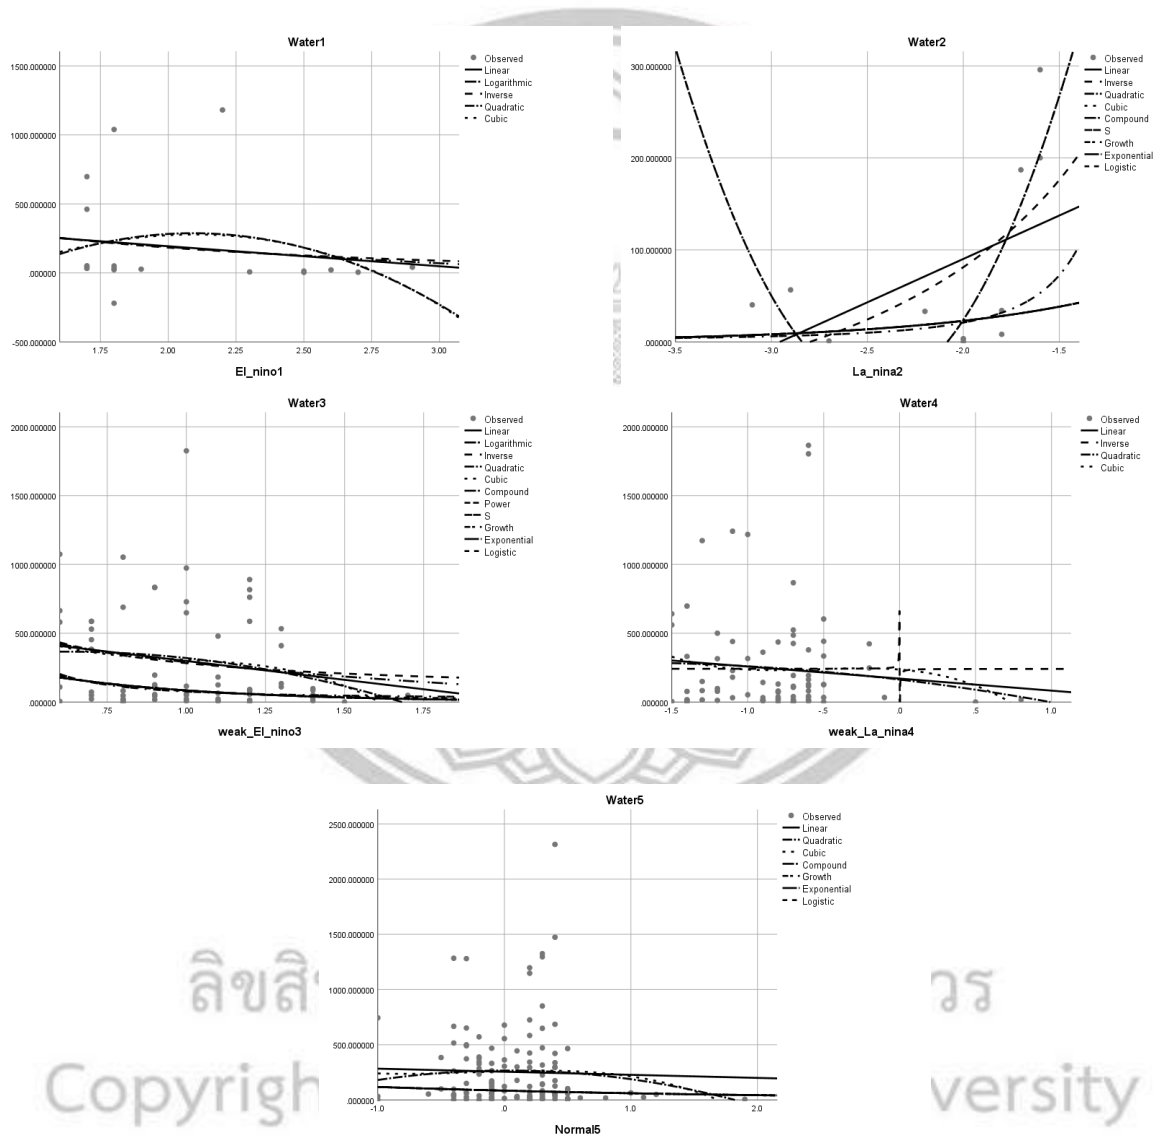 Water1
1500.000000
1000.000000
500.000000
.000000
-500.000000
1.75
2.00
2.25
2.50
2.75
3.00
El_nino1
Observed
Linear
Logarithmic
Inverse
Quadratic
Cubic
Water2
300.000000
200.000000
100.000000
.000000
-3.5
-3.0
-2.5
-2.0
-1.5
La_nina2
Observed
Linear
Inverse
Quadratic
Cubic
Compound
S
Growth
Exponential
Logistic
Water3
2000.000000
1500.000000
1000.000000
500.000000
.000000
.75
1.00
1.25
1.50
1.75
weak_El_nino3
Observed
Linear
Logarithmic
Inverse
Quadratic
Cubic
Compound
Power
S
Growth
Exponential
Logistic
Water4
2000.000000
1500.000000
1000.000000
500.000000
.000000
-1.5
-1.0
-.5
.0
.5
1.0
weak_La_nina4
Observed
Linear
Inverse
Quadratic
Cubic
Water5
2500.000000
2000.000000
1500.000000
1000.000000
500.000000
.000000
-1.0
.0
1.0
2.0
Normal5
Observed
Linear
Quadratic
Cubic
Compound
Growth
Exponential
Logistic
ลิขสิ วร
Copyrigh versity